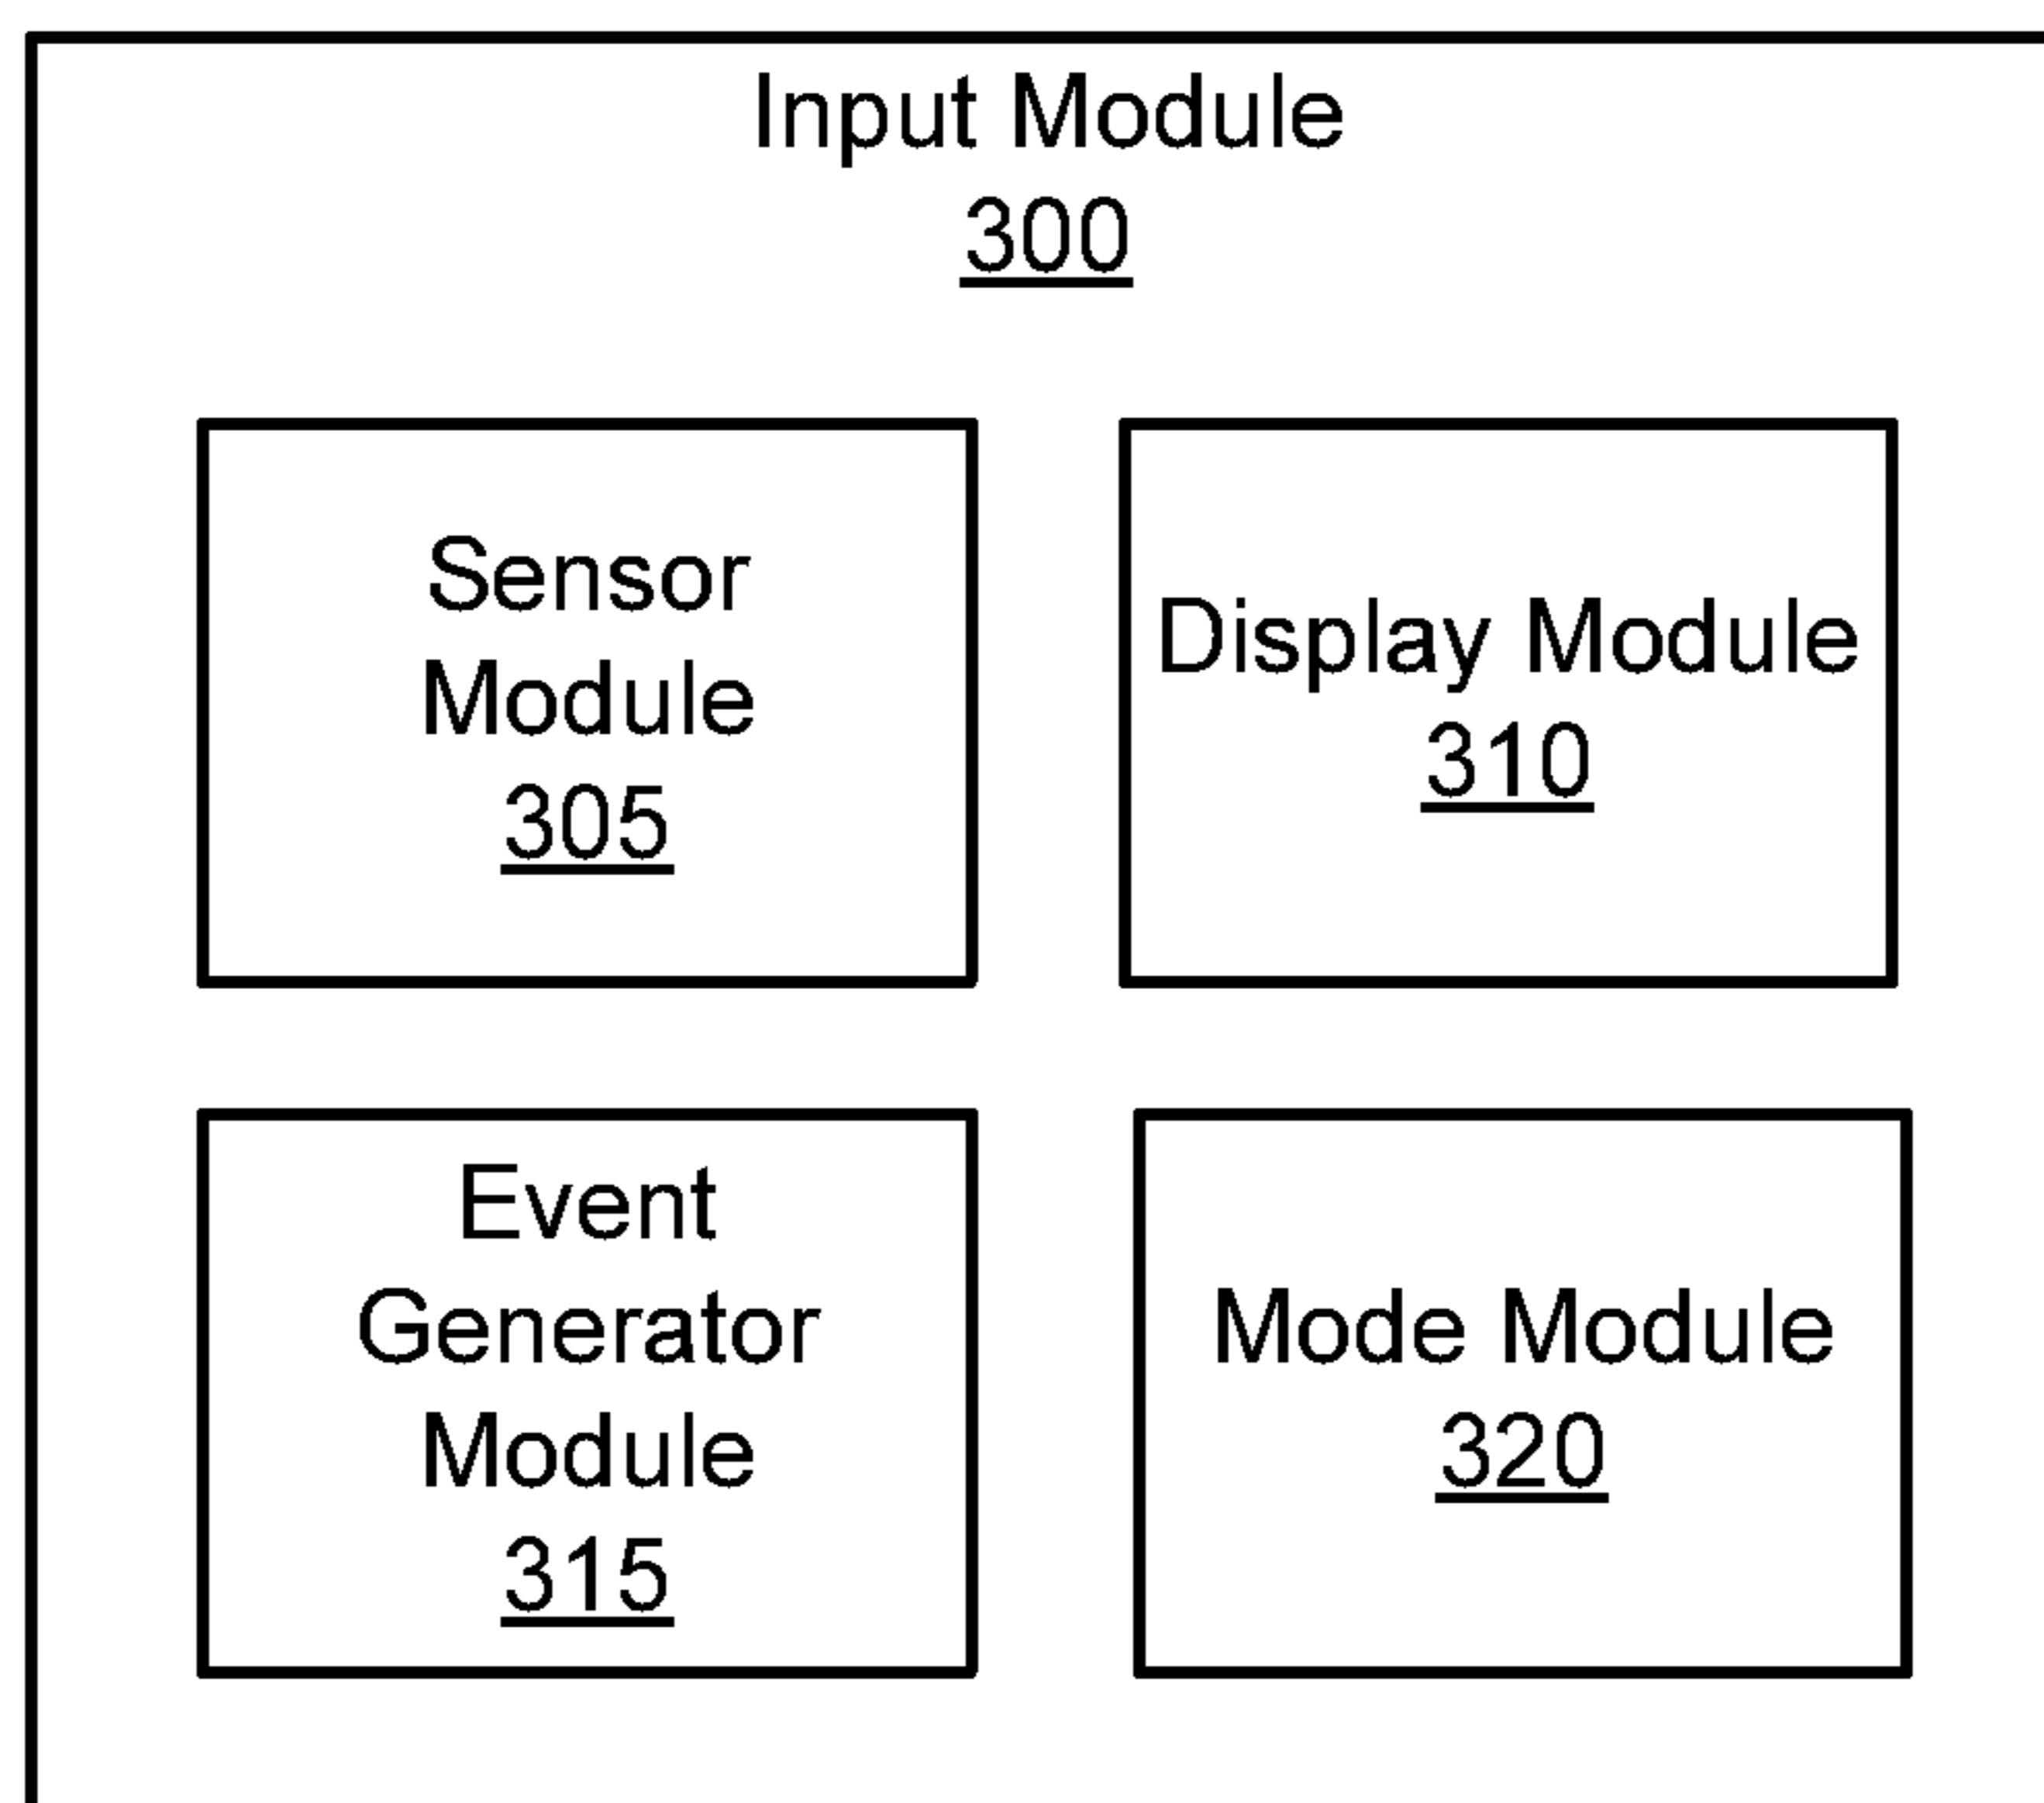 Input Module
300
Sensor
Module
305
Display Module
310
Event
Generator
Module
315
Mode Module
320